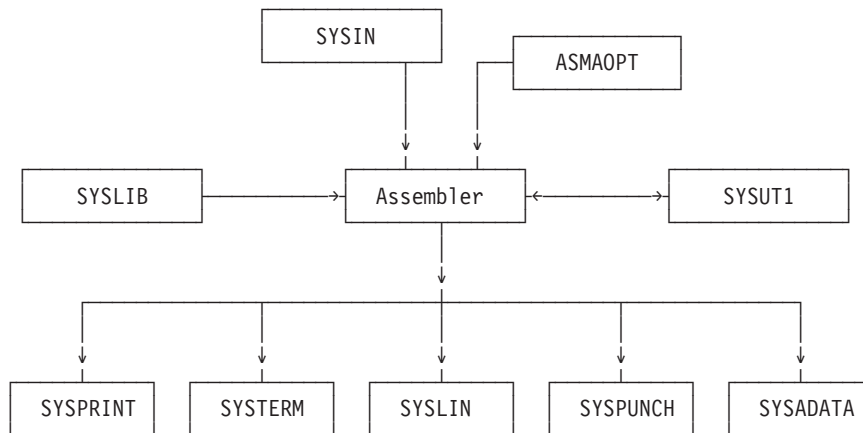 SYSIN
ASMAOPT
SYSLIB
Assembler
SYSUT1
SYSPRINT
SYSTERM
SYSLIN
SYSPUNCH
SYSADATA